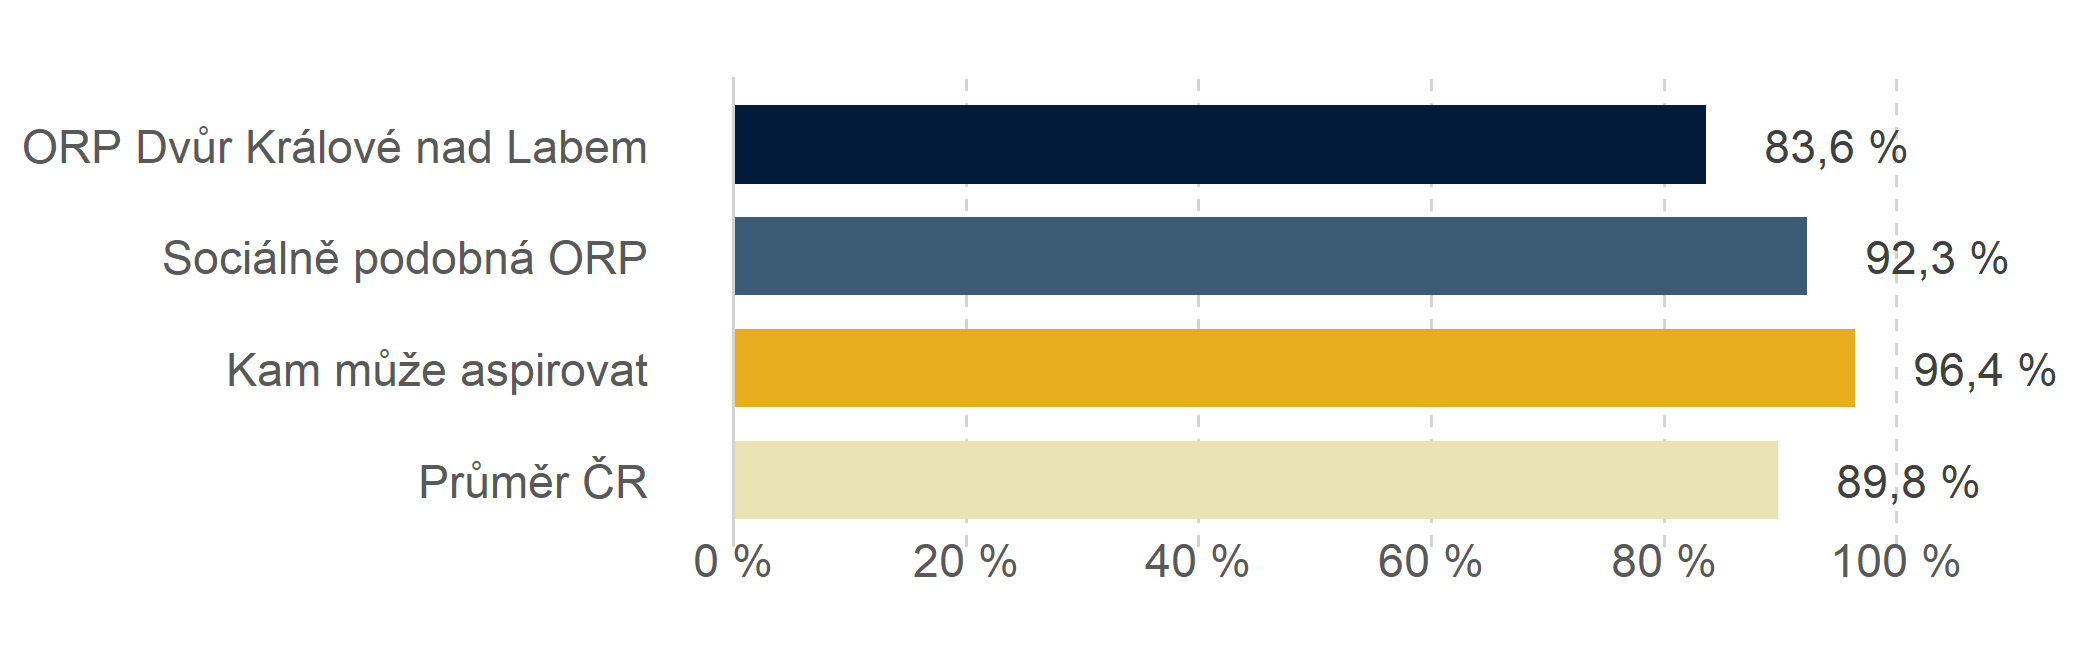 ORP Dvůr Králové nad Labem
83,6 %
Sociálně podobná ORP
92,3 %
Kam může aspirovat
96,4 %
Průměr ČR
89,8 %
0 % 20 % 40 % 60 % 80 % 100 %